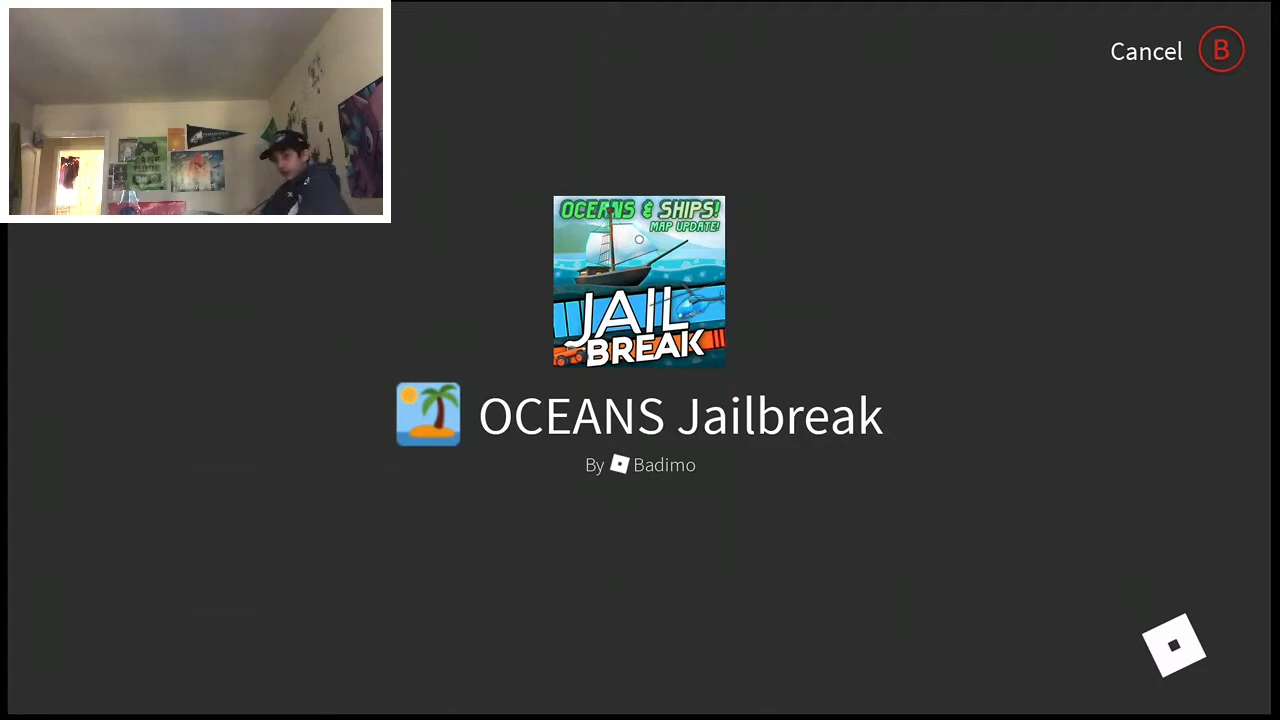 Cancel B
OCEANS & SHIPS!
MAP UPDATE!
JAIL
BREAK
OCEANS Jailbreak
By Badimo